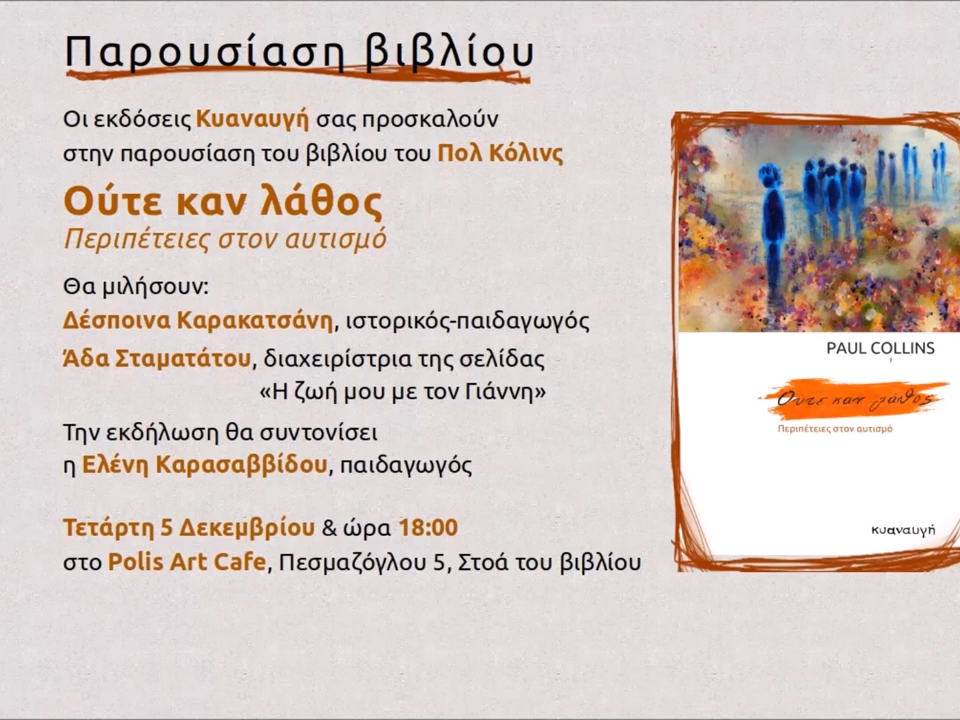 Παρουσίαση βιβλίου
Οι εκδόσεις Κυαναυγή σας προσκαλούν
στην παρουσίαση του βιβλίου του Πολ Κόλινς
Ούτε καν λάθος
Περιπέτειες στον αυτισμό
Θα μιλήσουν:
Δέσποινα Καρακατσάνη, ιστορικός-παιδαγωγός
Άδα Σταματάτου, διαχειρίστρια της σελίδας
«Η ζωή μου με τον Γιάννη»
Την εκδήλωση θα συντονίσει
η Ελένη Καρασαββίδου, παιδαγωγός
Τετάρτη 5 Δεκεμβρίου & ώρα 18:00
στο Polis Art Cafe, Πεσμαζόγλου 5, Στοά του βιβλίου
PAUL COLLINS
Ούτε καν λάθος
Περιπέτειες στον αυτισμό
κυαναυγή